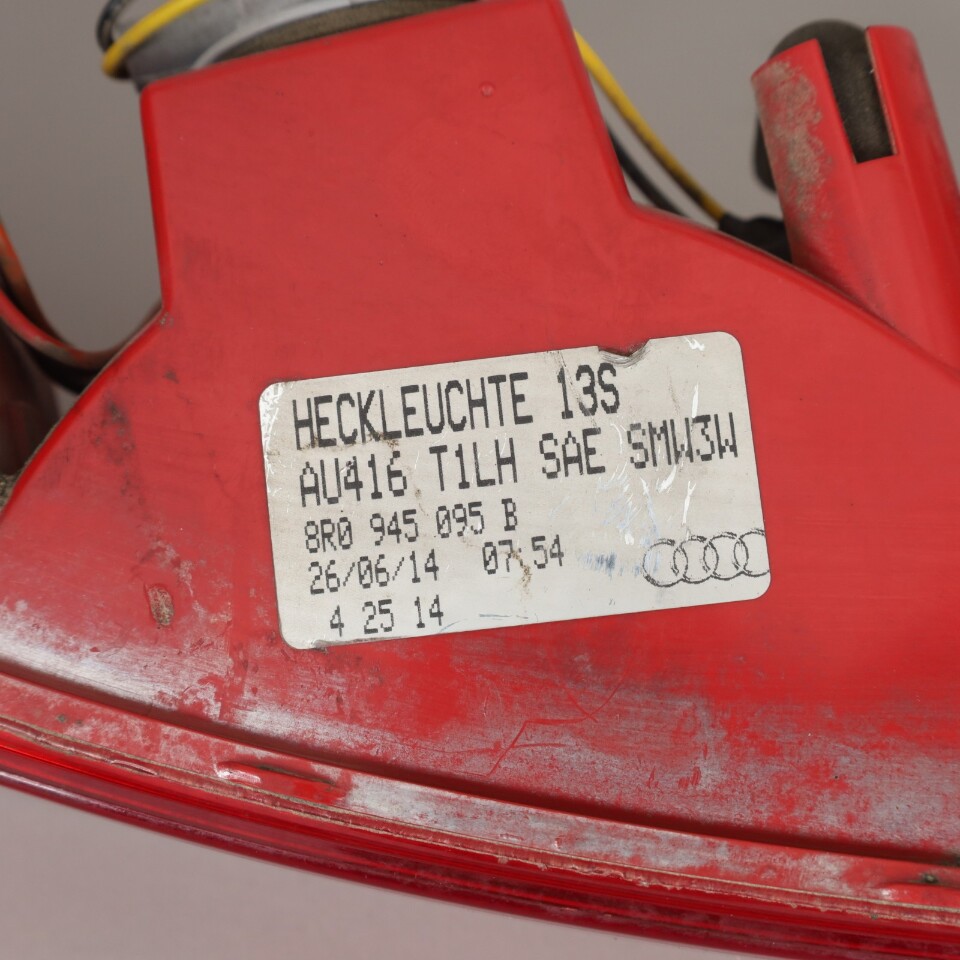 HECKLEUCHTE 13S
AU416 T1LH SAE SMW3W
8R0 945 095 B
26/06/14 07:54
4 25 14